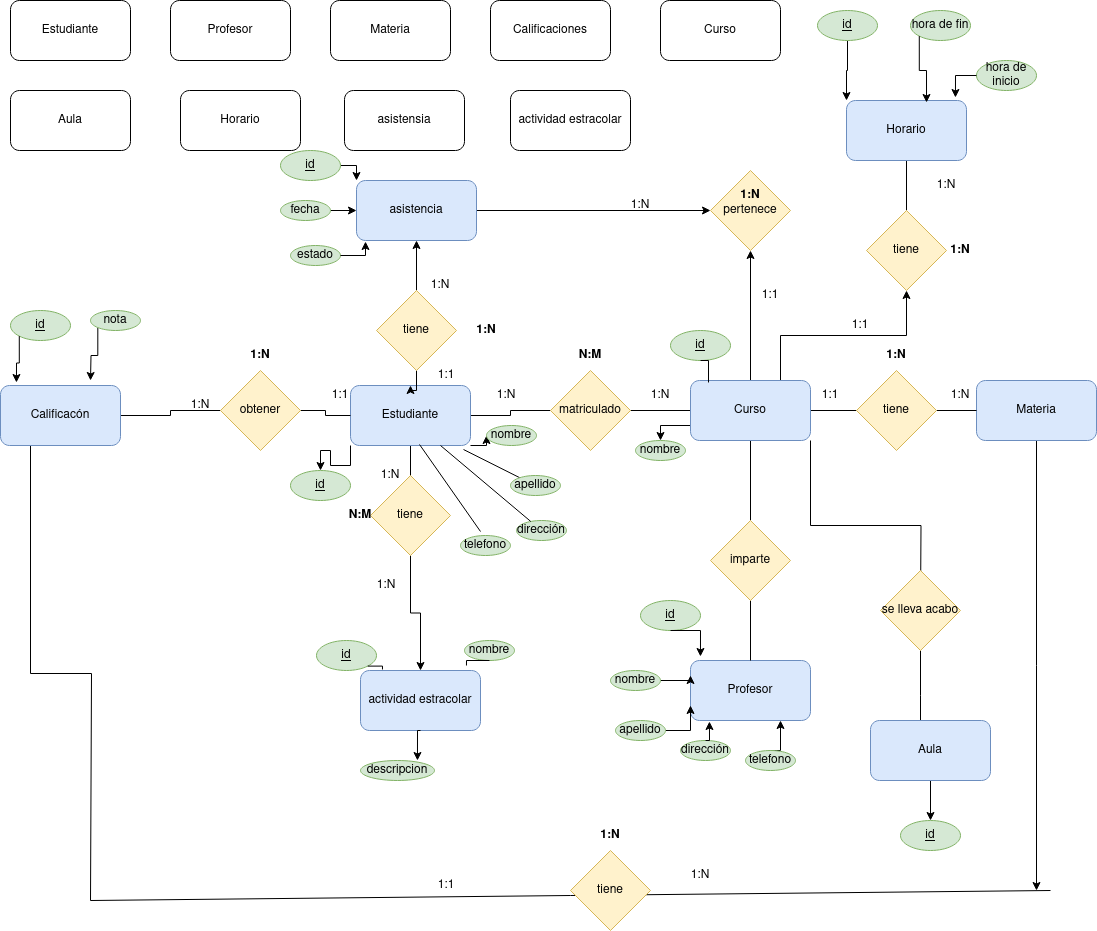 Estudiante
Profesor
Materia
Calificaciones
Curso
id
hora de fin
hora de
inicio
Aula
Horario
asistensia
actividad estracolar
Horario
id
asistencia
fecha
estado
1:N
1:N
pertenece
1:N
tiene
1:N
1:N
1:1
tiene
1:N
1:1
id
nota
id
1:1
1:N
N:M
1:N
Calificacón
1:N
obtener
1:1
Estudiante
1:N
matriculado
1:N
Curso
1:1
tiene
1:N
Materia
nombre
nombre
id
1:N
apellido
N:M
tiene
dirección
telefono
imparte
1:N
se lleva acabo
id
id
nombre
nombre
actividad estracolar
Profesor
apellido
dirección
telefono
Aula
descripcion
id
1:N
1:1
tiene
1:N